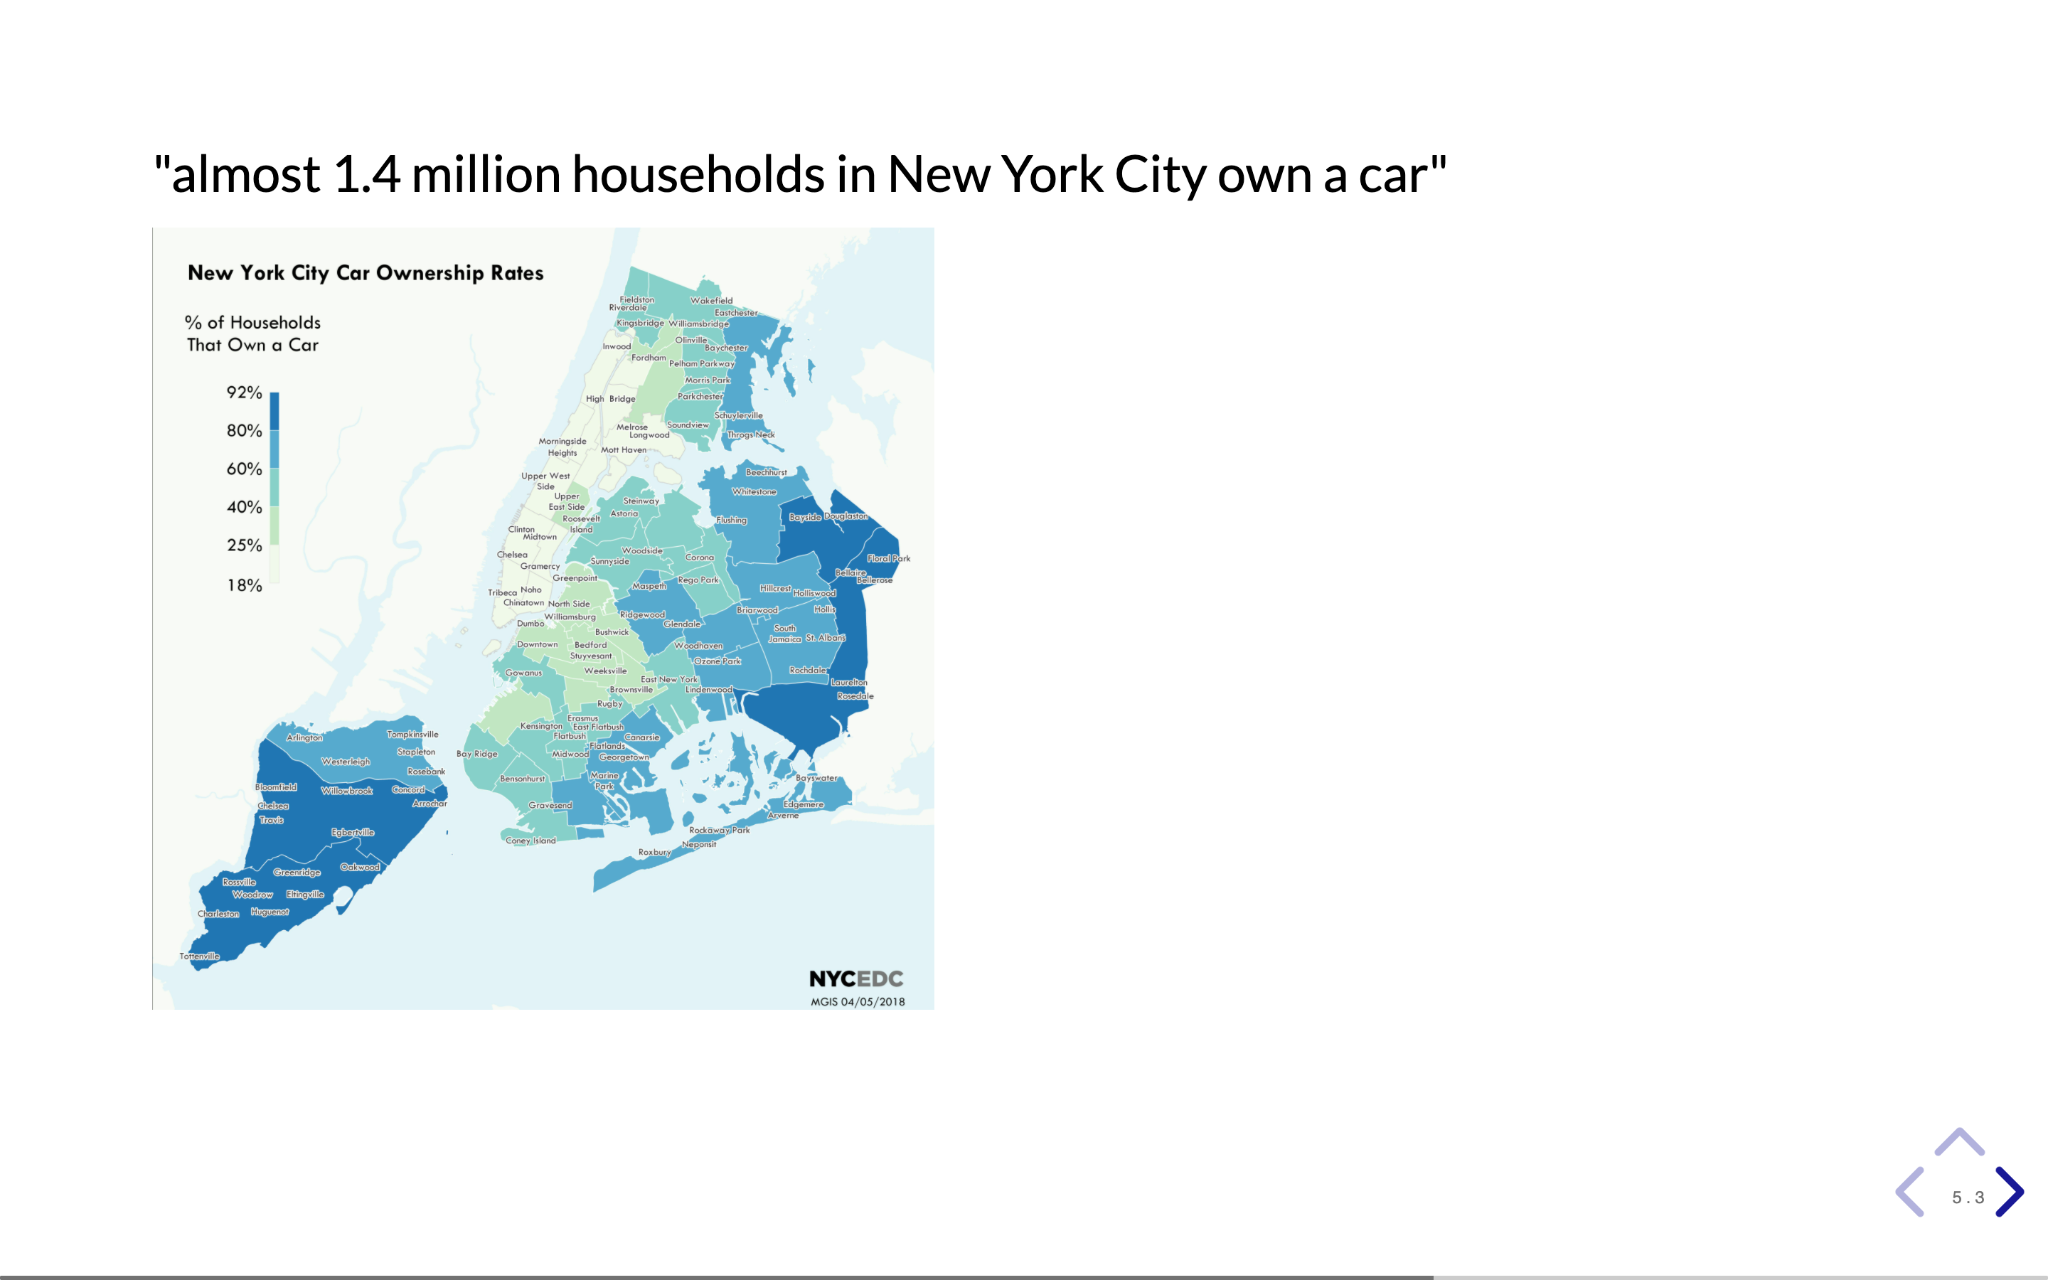 "almost 1.4 million households in New York City own a car"
New York City Car Ownership Rates
% of Households
That Own a Car
92%
80%
60%
40%
25%
18%
Fieldston
Riverdale
Wakefield
Eastchester
Kingsbridge
Williamsbridge
Inwood
Olinville
Baychester
Fordham
Pelham Parkway
Morris Park
High Bridge
Parkchester
Schuylerville
Melrose
Longwood
Soundview
Throgs Neck
Morningside
Heights
Mott Haven
Upper West
Side
Beechhurst
Whitestone
Upper
East Side
Steinway
Roosevelt
Island
Astoria
Flushing
Bayside
Douglaston
Clinton
Midtown
Chelsea
Woodside
Sunnyside
Corona
Floral Park
Gramercy
Greenpoint
Rego Park
Bellaire
Bellerose
Maspeth
Hillcrest
Holliswood
Tribeca
Noho
Chinatown
North Side
Williamsburg
Ridgewood
Glendale
Briarwood
Hollis
Dumbo
Bushwick
South
Jamaica
St. Albans
Downtown
Bedford
Stuyvesant
Woodhaven
Ozone Park
Gowanus
Weeksville
East New York
Rochdale
Brownsville
Lindenwood
Laurelton
Rosedale
Rugby
Erasmus
Kensington
East Flatbush
Flatbush
Canarsie
Bay Ridge
Midwood
Flatlands
Georgetown
Bensonhurst
Marine
Park
Bayswater
Gravesend
Edgemere
Arverne
Coney Island
Rockaway Park
Neponsit
Roxbury
Arlington
Tompkinsville
Stapleton
Westerleigh
Rosebank
Bloomfield
Willowbrook
Concord
Arrochar
Chelsea
Travis
Egbertville
Oakwood
Greenridge
Rossville
Woodrow
Eltingville
Charleston
Huguenot
Tottenville
NYCEDC
MGIS 04/05/2018
5.3